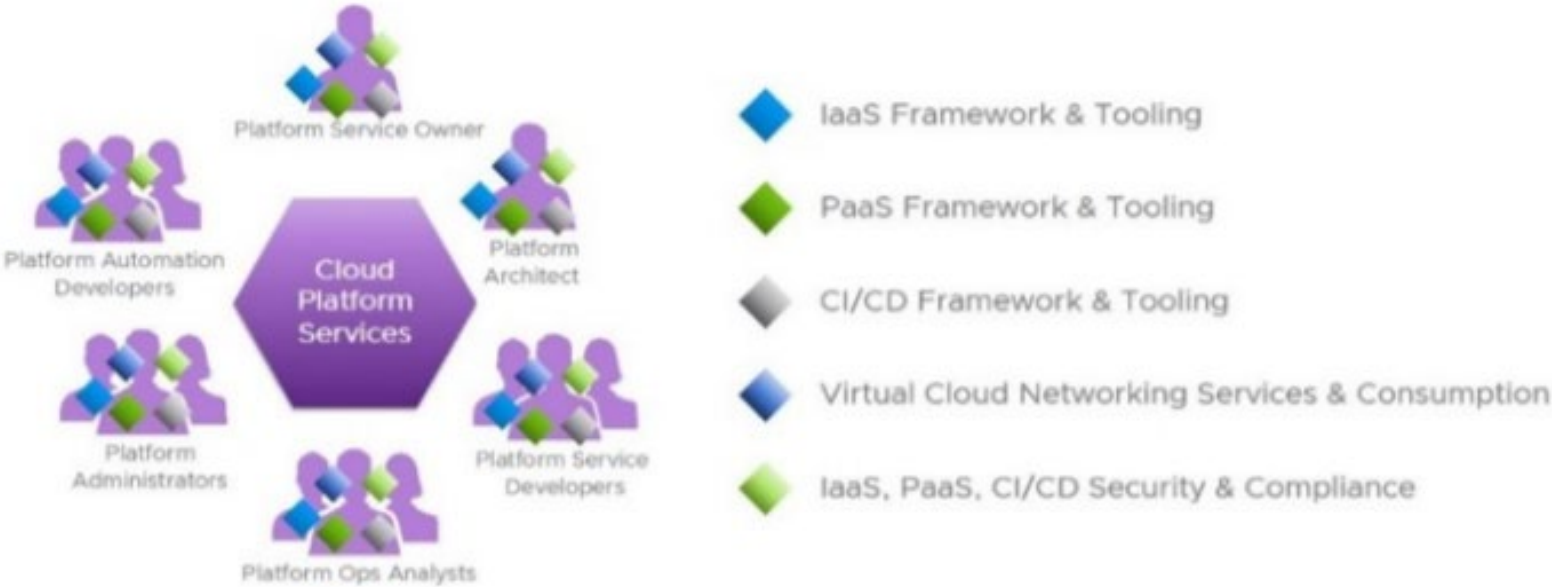 Platform Service Owner
Platform Automation
Developers
Platform
Architect
Cloud
Platform
Services
Platform
Administrators
Platform Service
Developers
Platform Ops Analysts
IaaS Framework & Tooling
PaaS Framework & Tooling
CI/CD Framework & Tooling
Virtual Cloud Networking Services & Consumption
IaaS, PaaS, CI/CD Security & Compliance